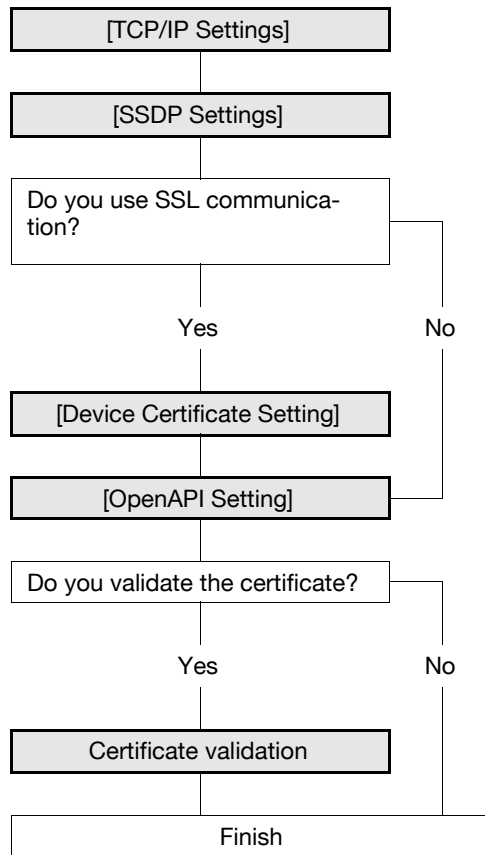 [TCP/IP Settings]
[SSDP Settings]
Do you use SSL communica-
tion?
Yes
No
[Device Certificate Setting]
[OpenAPI Setting]
Do you validate the certificate?
Yes
No
Certificate validation
Finish